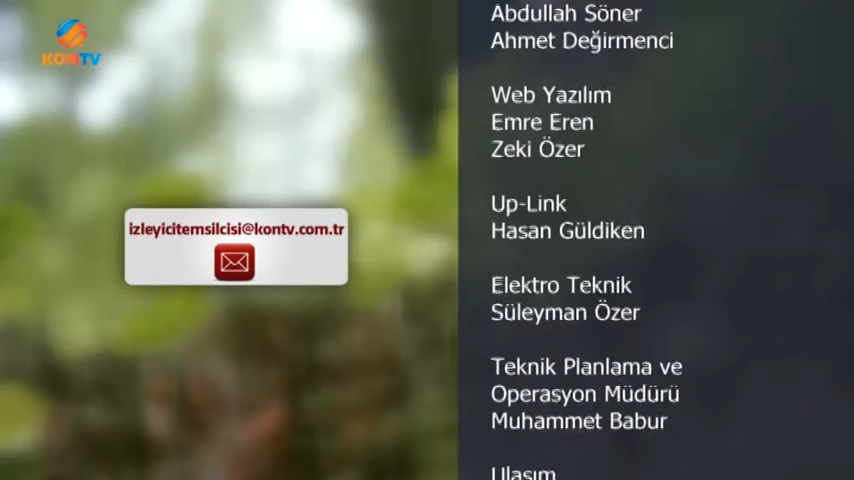 KONTV
izleyicitemsilcisi@kontv.com.tr
Abdullah Söner
Ahmet Değirmenci
Web Yazılım
Emre Eren
Zeki Özer
Up-Link
Hasan Güldiken
Elektro Teknik
Süleyman Özer
Teknik Planlama ve
Operasyon Müdürü
Muhammet Babur
Ulaşım